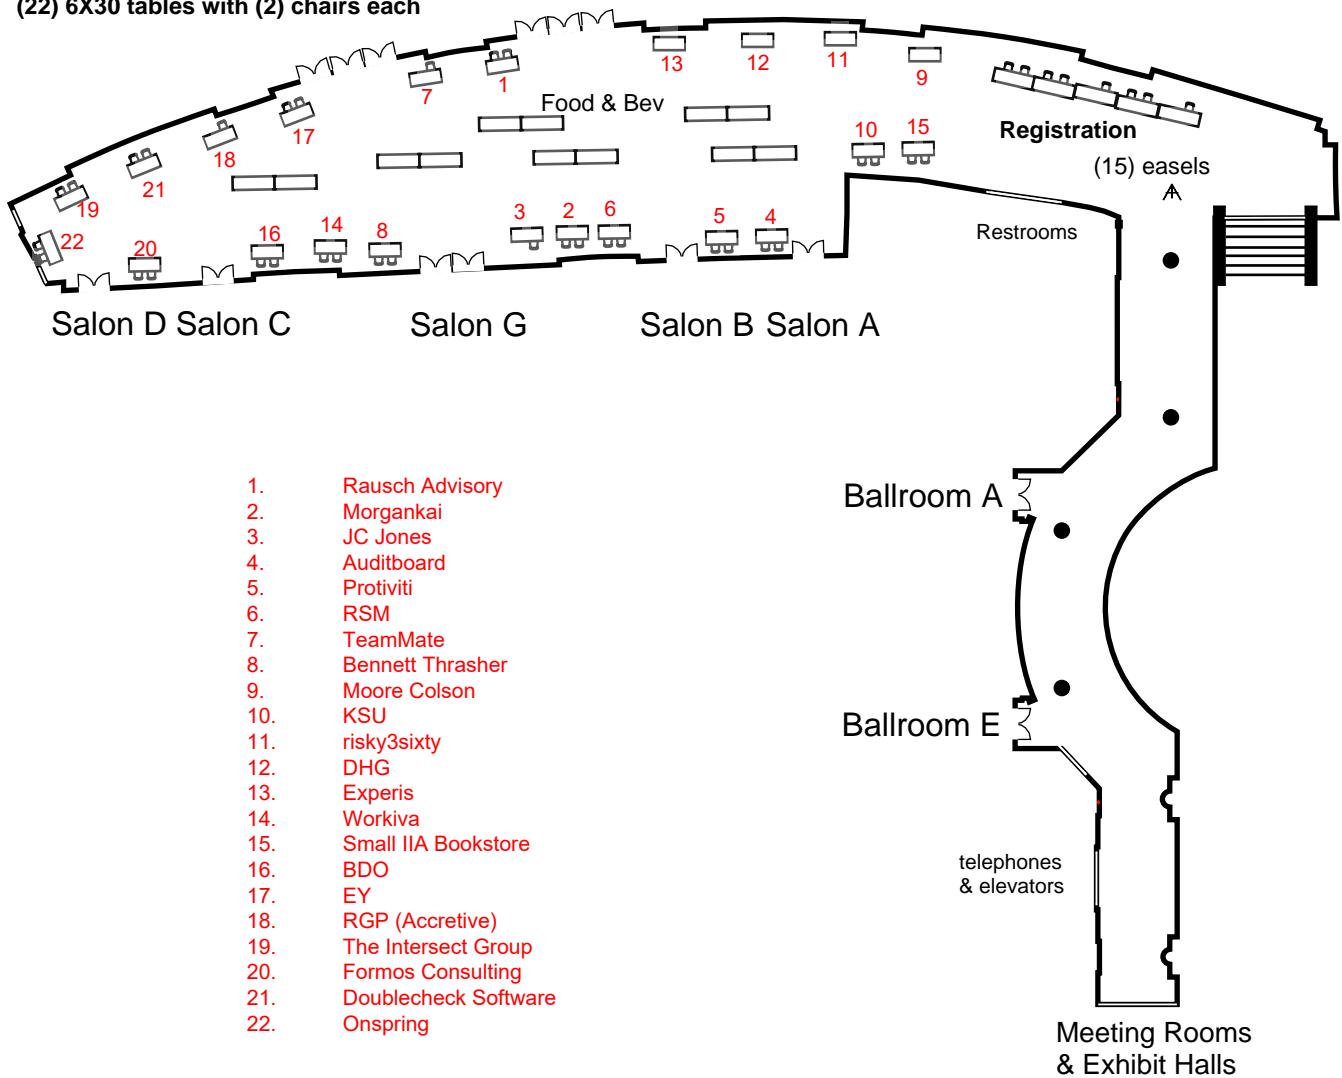 (22) 6X30 tables with (2) chairs each
13 12 11 9
7 1
Food & Bev
17
18
21
19
22
20
16 14 8
3 2 6
5 4
10 15
Registration
(15) easels
Restrooms
Salon D Salon C Salon G Salon B Salon A
1. Rausch Advisory
2. Morgankai
3. JC Jones
4. Auditboard
5. Protiviti
6. RSM
7. TeamMate
8. Bennett Thrasher
9. Moore Colson
10. KSU
11. risky3sixty
12. DHG
13. Experis
14. Workiva
15. Small IIA Bookstore
16. BDO
17. EY
18. RGP (Accretive)
19. The Intersect Group
20. Formos Consulting
21. Doublecheck Software
22. Onspring
Ballroom A
Ballroom E
telephones
& elevators
Meeting Rooms
& Exhibit Halls